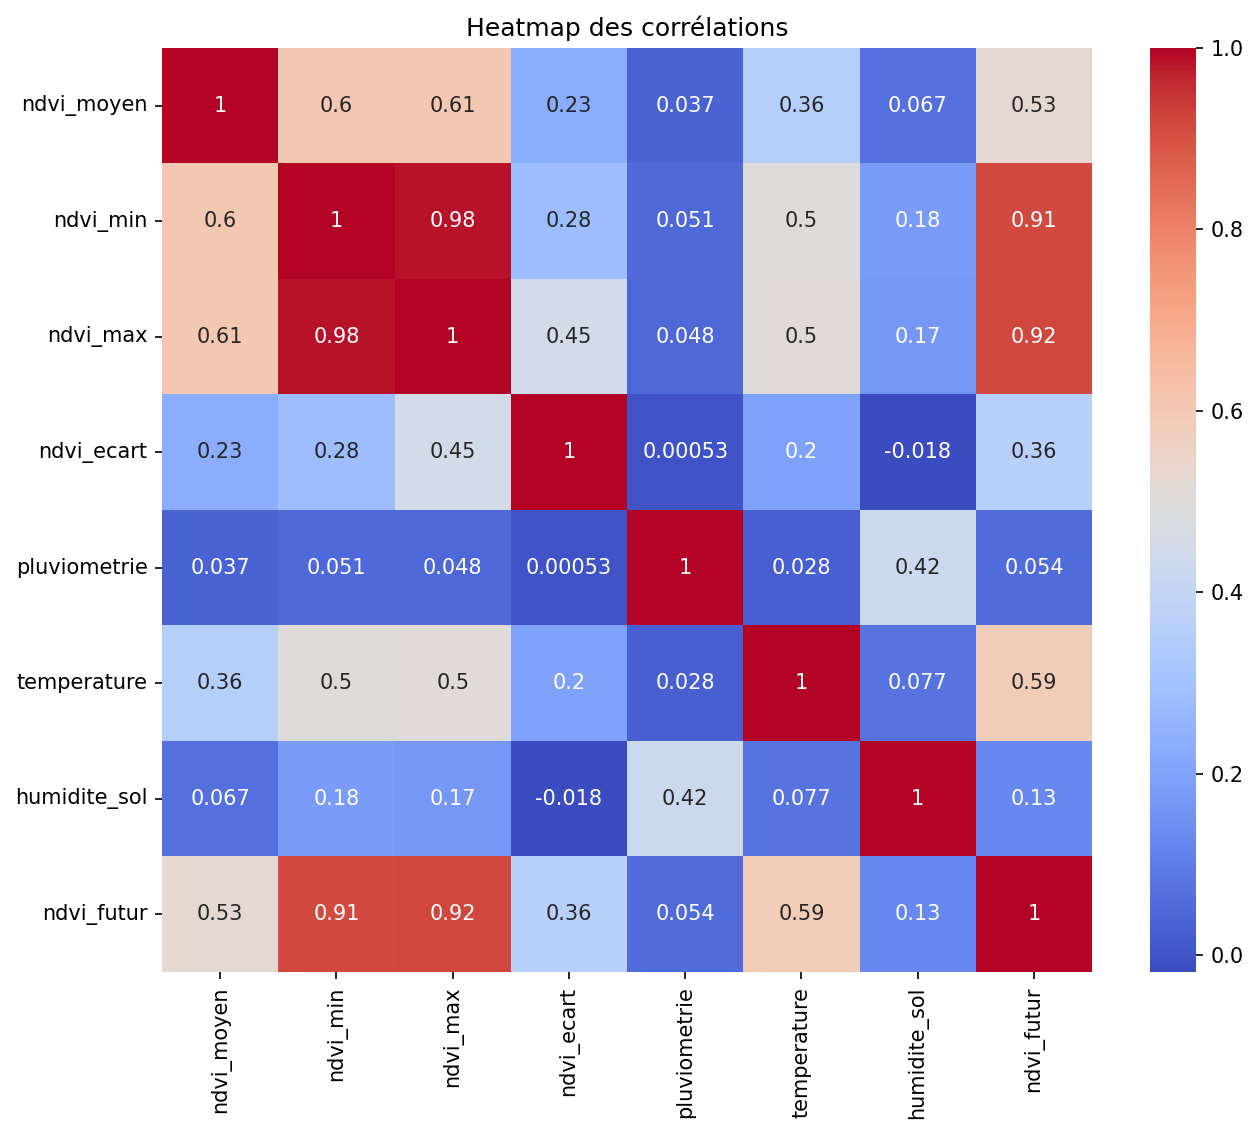 Heatmap des corrélations
ndvi_moyen 1 0.6 0.61 0.23 0.037 0.36 0.067 0.53
ndvi_min 0.6 1 0.98 0.28 0.051 0.5 0.18 0.91
ndvi_max 0.61 0.98 1 0.45 0.048 0.5 0.17 0.92
ndvi_ecart 0.23 0.28 0.45 1 0.00053 0.2 -0.018 0.36
pluviometrie 0.037 0.051 0.048 0.00053 1 0.028 0.42 0.054
temperature 0.36 0.5 0.5 0.2 0.028 1 0.077 0.59
humidite_sol 0.067 0.18 0.17 -0.018 0.42 0.077 1 0.13
ndvi_futur 0.53 0.91 0.92 0.36 0.054 0.59 0.13 1
ndvi_moyen
ndvi_min
ndvi_max
ndvi_ecart
pluviometrie
temperature
humidite_sol
ndvi_futur
1.0
0.8
0.6
0.4
0.2
0.0